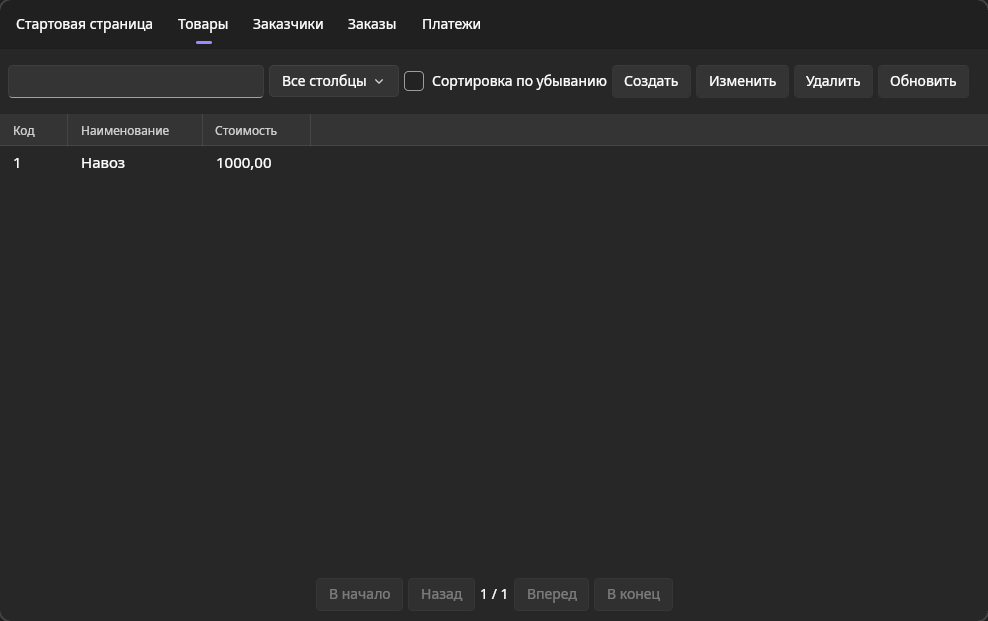 Стартовая страница Товары Заказчики Заказы Платежи
Все столбцы Сортировка по убыванию Создать Изменить Удалить Обновить
Код Наименование Стоимость
1 Навоз 1000,00
В начало Назад 1 / 1 Вперед В конец